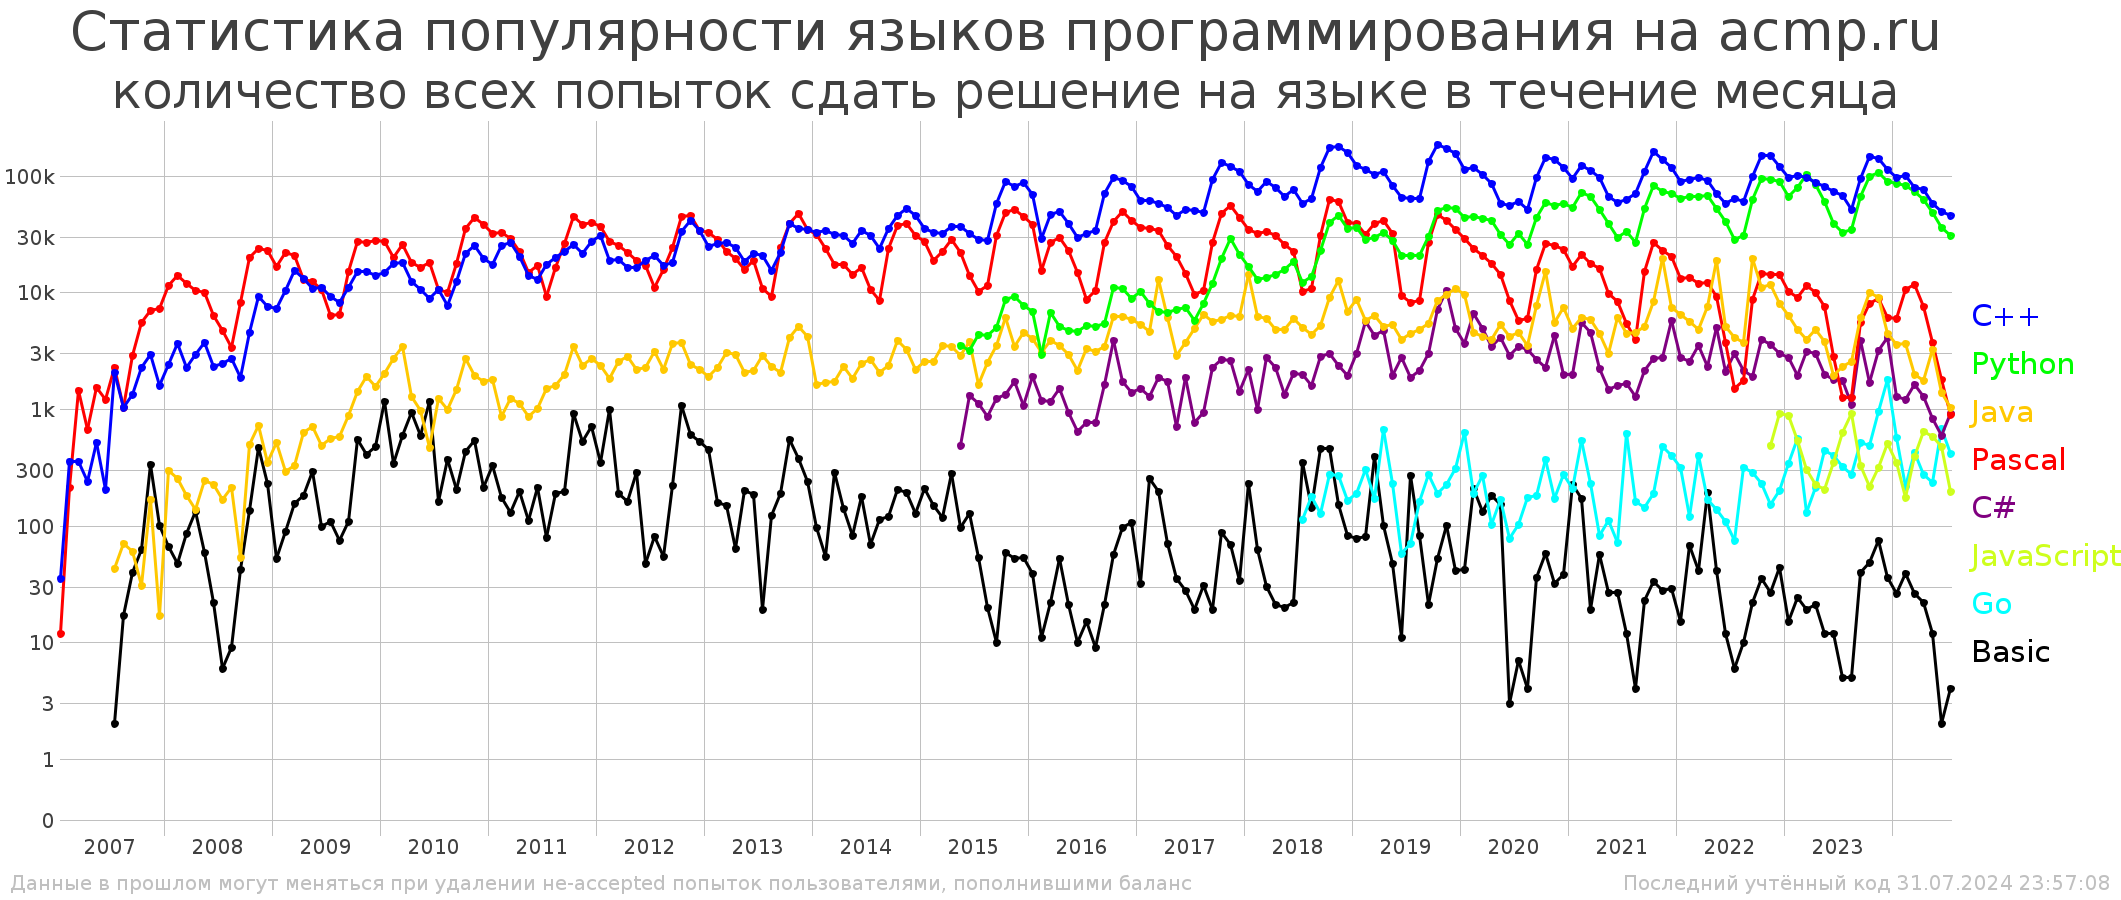 Статистика популярности языков программирования на acmp.ru
количество всех попыток сдать решение на языке в течение месяца
100k
30k
10k
3k
1k
300
100
30
10
3
1
0
C++
Python
Java
Pascal
C#
JavaScript
Go
Basic
2007 2008 2009 2010 2011 2012 2013 2014 2015 2016 2017 2018 2019 2020 2021 2022 2023
Данные в прошлом могут меняться при удалении не-accepted попыток пользователями, пополнившими баланс
Последний учтённый код 31.07.2024 23:57:08